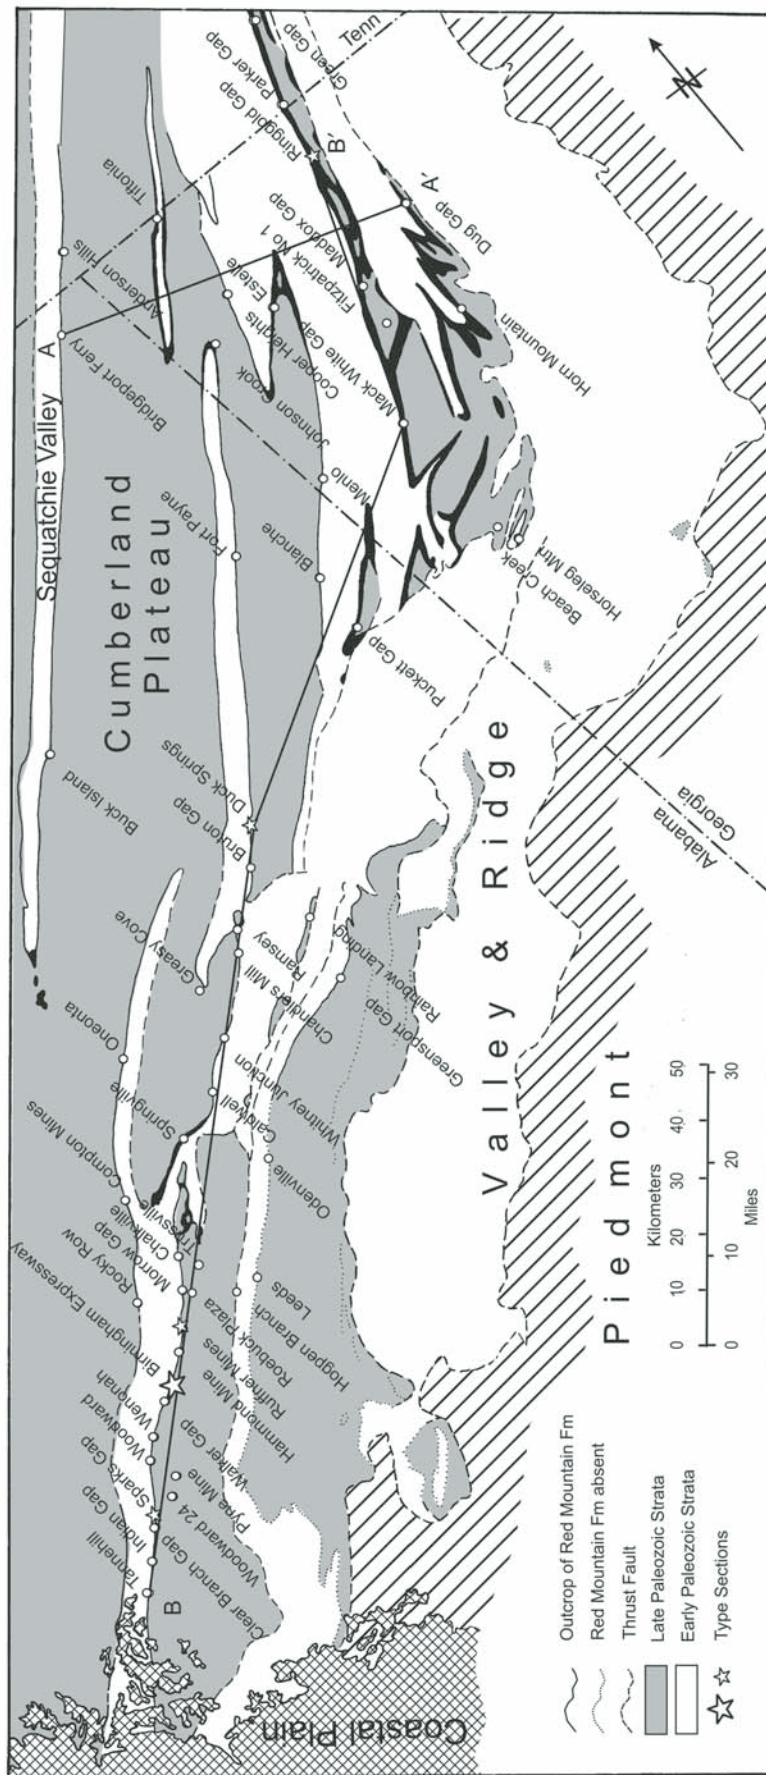 Sequatchie Valley
Cumberland
Plateau
Valley & Ridge
Piedmont
Coastal Plain
Tenn
Georgia
Alabama
N
A
A'
B
B'
Buck Island
Bridgeport Ferry
Anderson Hills
Tiftonia
Fort Payne
Johnson Crook
Cooper Heights
Estelle
Blanche
Menlo
Mack White Gap
Fitzpatrick No 1
Maddox Gap
Ringgold Gap
Parker Gap
Green Gap
Dug Gap
Horn Mountain
Beach Creek
Horseleg Mtn
Puckett Gap
Duck Springs
Bruton Gap
Greasy Cove
Oneonta
Springville
Compton Mines
Trussville
Chalkville
Morrow Gap
Rocky Row
Birmingham Expressway
Wenonah
Woodward
Sparks Gap
Indian Gap
Tannehill
Clear Branch Gap
Woodward 24
Pyne Mine
Walker Gap
Hammond Mine
Ruffner Mines
Roebuck Plaza
Hogpen Branch
Leeds
Odenville
Caldwell
Whitney Junction
Chandlers Mill
Ramsey
Greensport Gap
Rainbow Landing
Outcrop of Red Mountain Fm
Red Mountain Fm absent
Thrust Fault
Late Paleozoic Strata
Early Paleozoic Strata
Type Sections
Kilometers
0 10 20 30 40 50
0 10 20 30
Miles